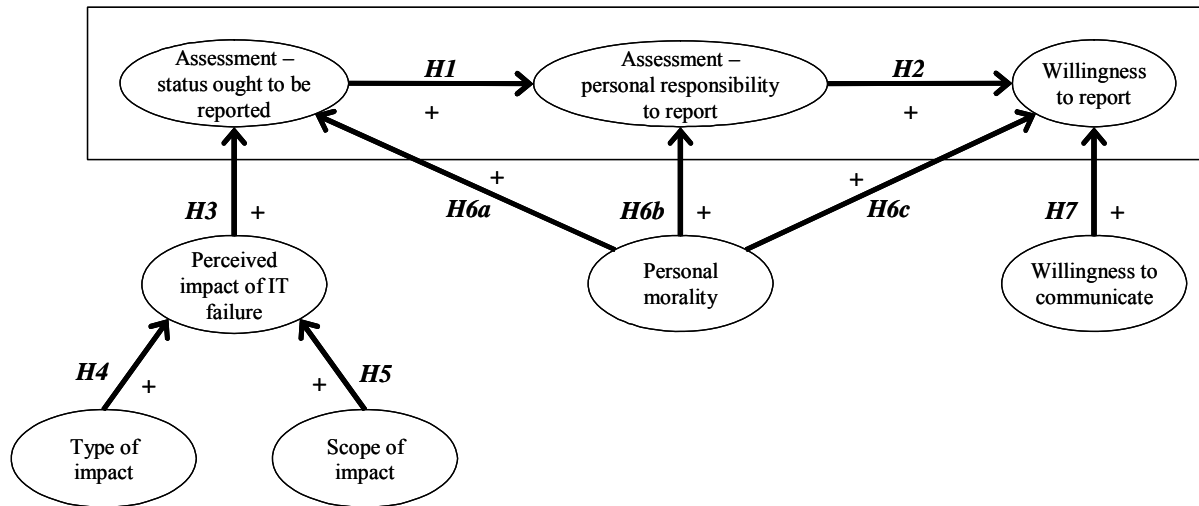 Assessment –
status ought to be
reported
H1
+
Assessment –
personal responsibility
to report
H2
+
Willingness
to report
H3
+
+
H6a
H6b
+
+
H6c
H7
+
Perceived
impact of IT
failure
Personal
morality
Willingness to
communicate
H4
+
+
H5
Type of
impact
Scope of
impact